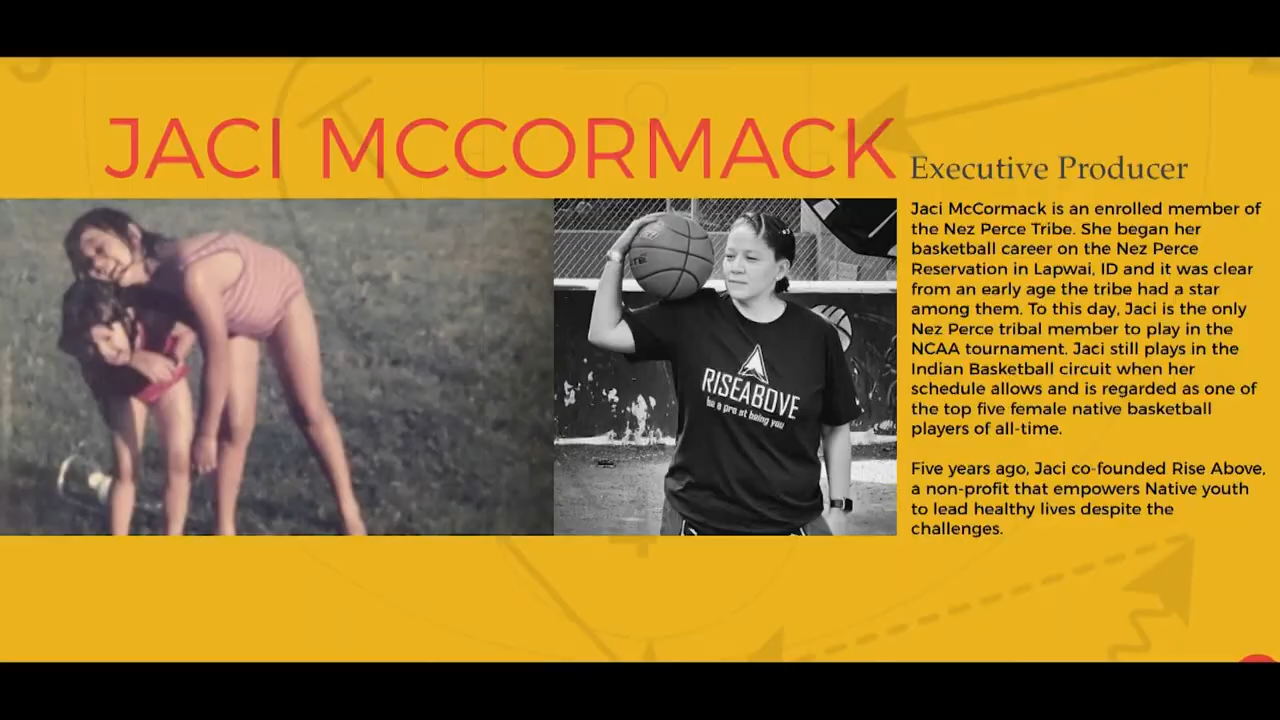 JACI MCCORMACK
Executive Producer
Jaci McCormack is an enrolled member of
the Nez Perce Tribe. She began her
basketball career on the Nez Perce
Reservation in Lapwai, ID and it was clear
from an early age the tribe had a star
among them. To this day, Jaci is the only
Nez Perce tribal member to play in the
NCAA tournament. Jaci still plays in the
Indian Basketball circuit when her
schedule allows and is regarded as one of
the top five female native basketball
players of all-time.
Five years ago, Jaci co-founded Rise Above,
a non-profit that empowers Native youth
to lead healthy lives despite the
challenges.
RISEABOVE
be a pro at being you